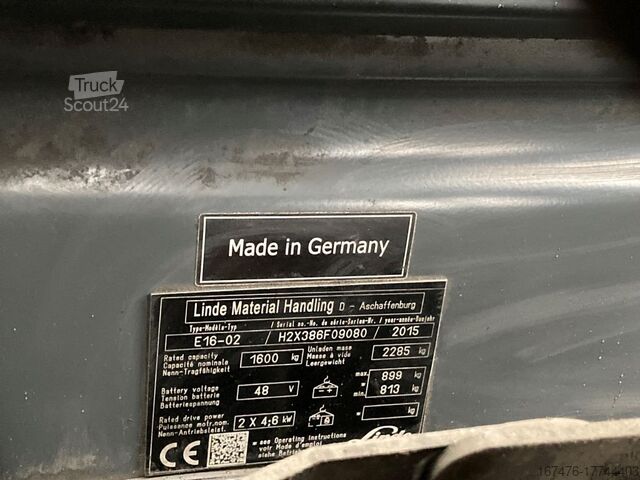 Truck
Scout24
Made in Germany
Linde Material Handling D - Aschaffenburg
Type-Modèle-Typ / Serial no.-No. de série-Serien-Nr. / year-année-Baujahr
E16-02 / H2X386F09080 / 2015
Rated capacity
Capacité nominale
Nenn-Tragfähigkeit
1600 kg
Unladen mass
Masse à vide
Leergewicht
2285 kg
Battery voltage
Tension batterie
Batteriespannung
48 V
max. = 899 kg
min. = 813 kg
Rated drive power
Puissance motr.nom.
Nenn-Antriebsleist.
2 X 4,6 kW
= kg
CE
= see Operating instructions
voir Mode d'emploi
siehe
Linde
167476-17744403